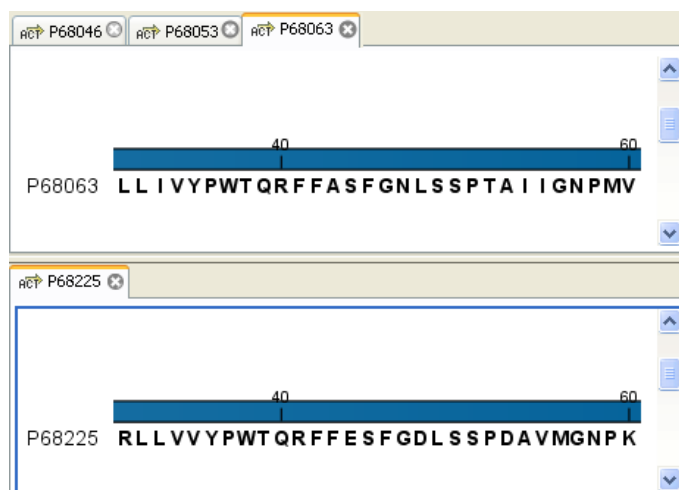 P68046 P68053 P68063
40 60
P68063 LLIVYPWTQRFFASFGNLSSPTAIIGNPMV
P68225
40 60
P68225 RLLVVYPWTQRFFESFGDLSSPDAVMGNPK